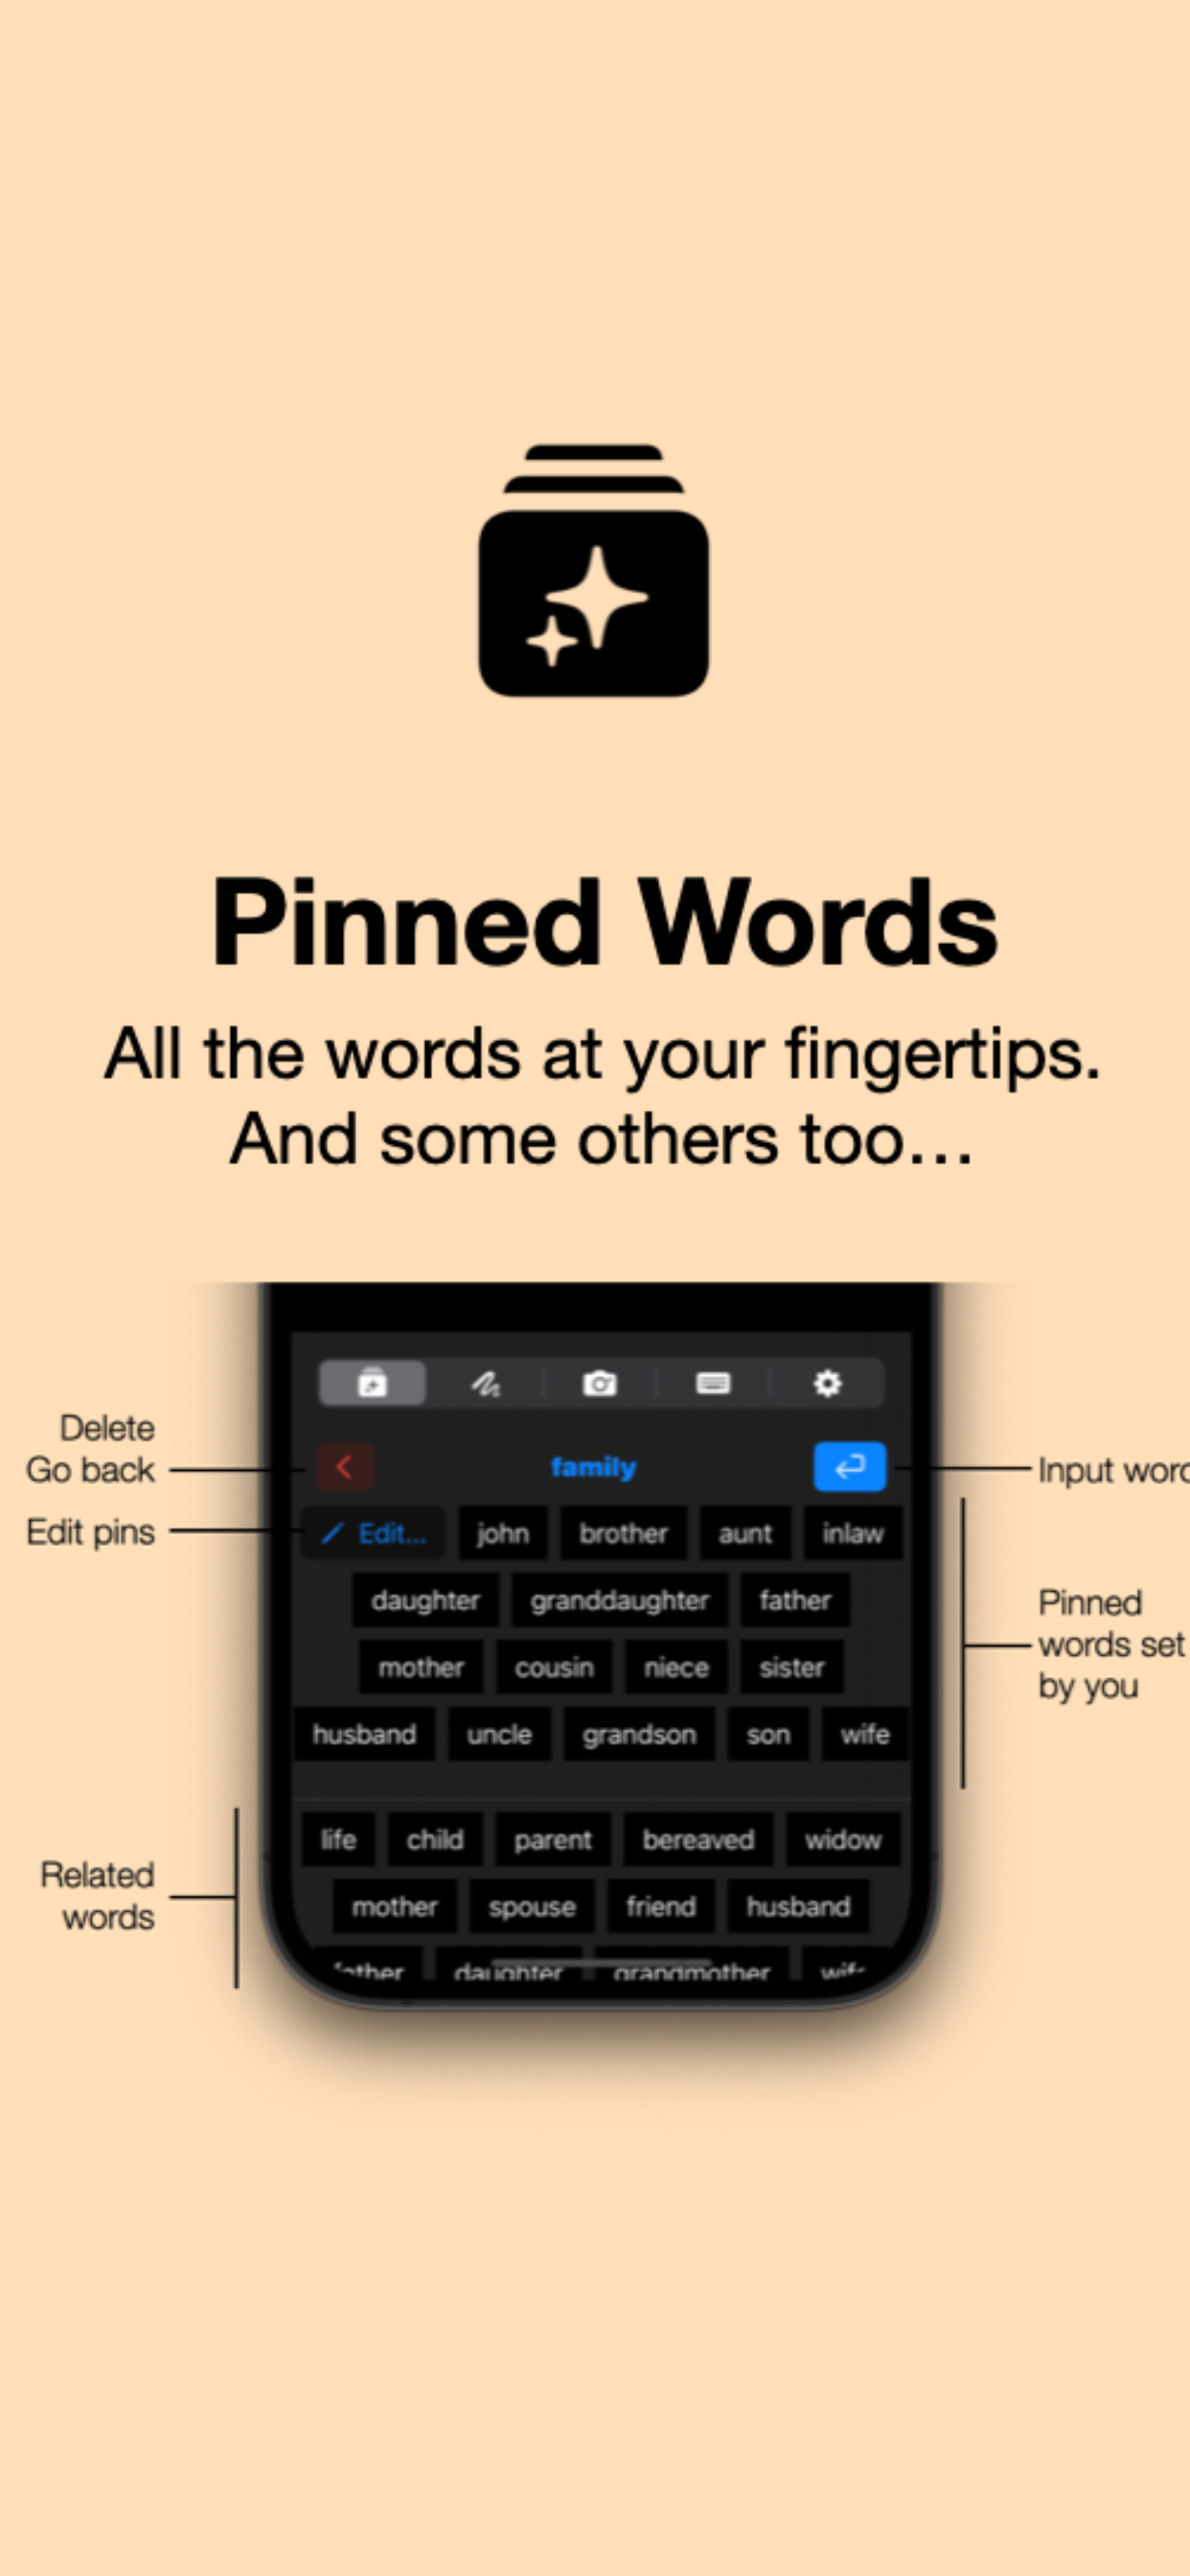 Pinned Words
All the words at your fingertips.
And some others too...
Delete
Go back
Edit pins
family
Input
Edit... john brother aunt inlaw
daughter granddaughter father
mother cousin niece sister
husband uncle grandson son wife
Pinned
words set
by you
life child parent bereaved widow
mother spouse friend husband
Related
words
daughter grandmother